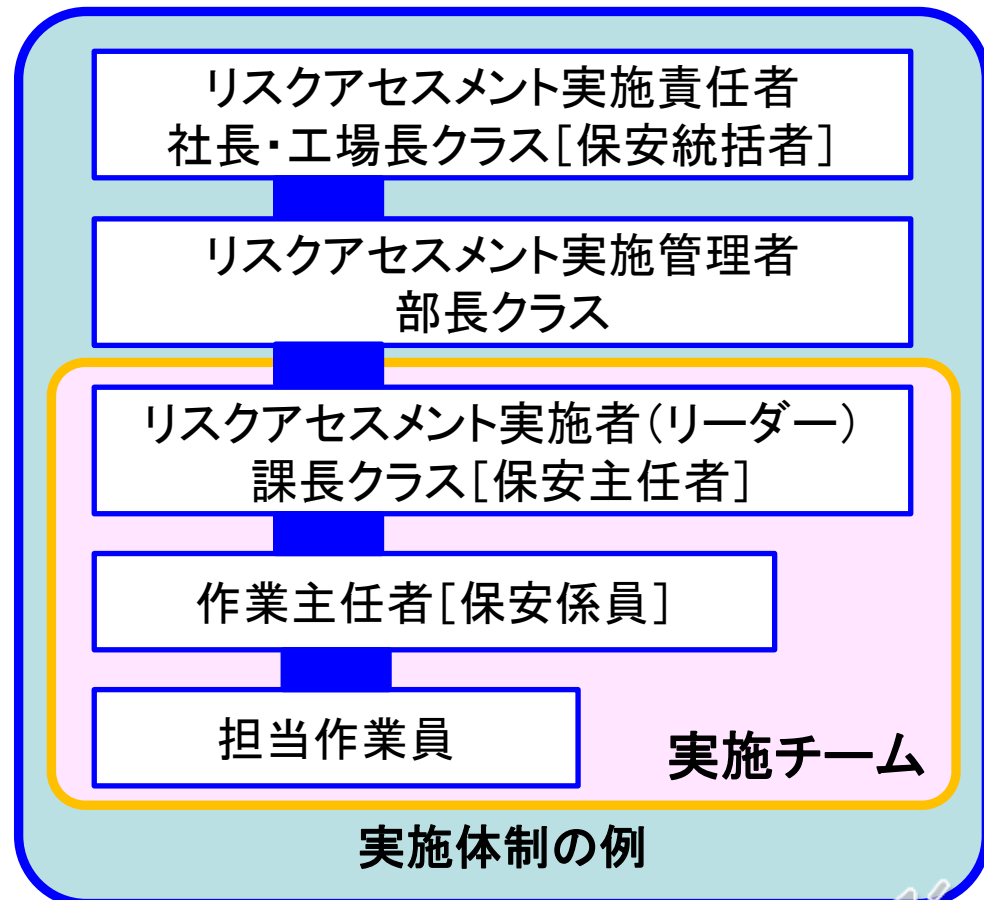 リスクアセスメント実施責任者
社長・工場長クラス[保安統括者]
リスクアセスメント実施管理者
部長クラス
リスクアセスメント実施者(リーダー)
課長クラス[保安主任者]
作業主任者[保安係員]
担当作業員
実施チーム
実施体制の例